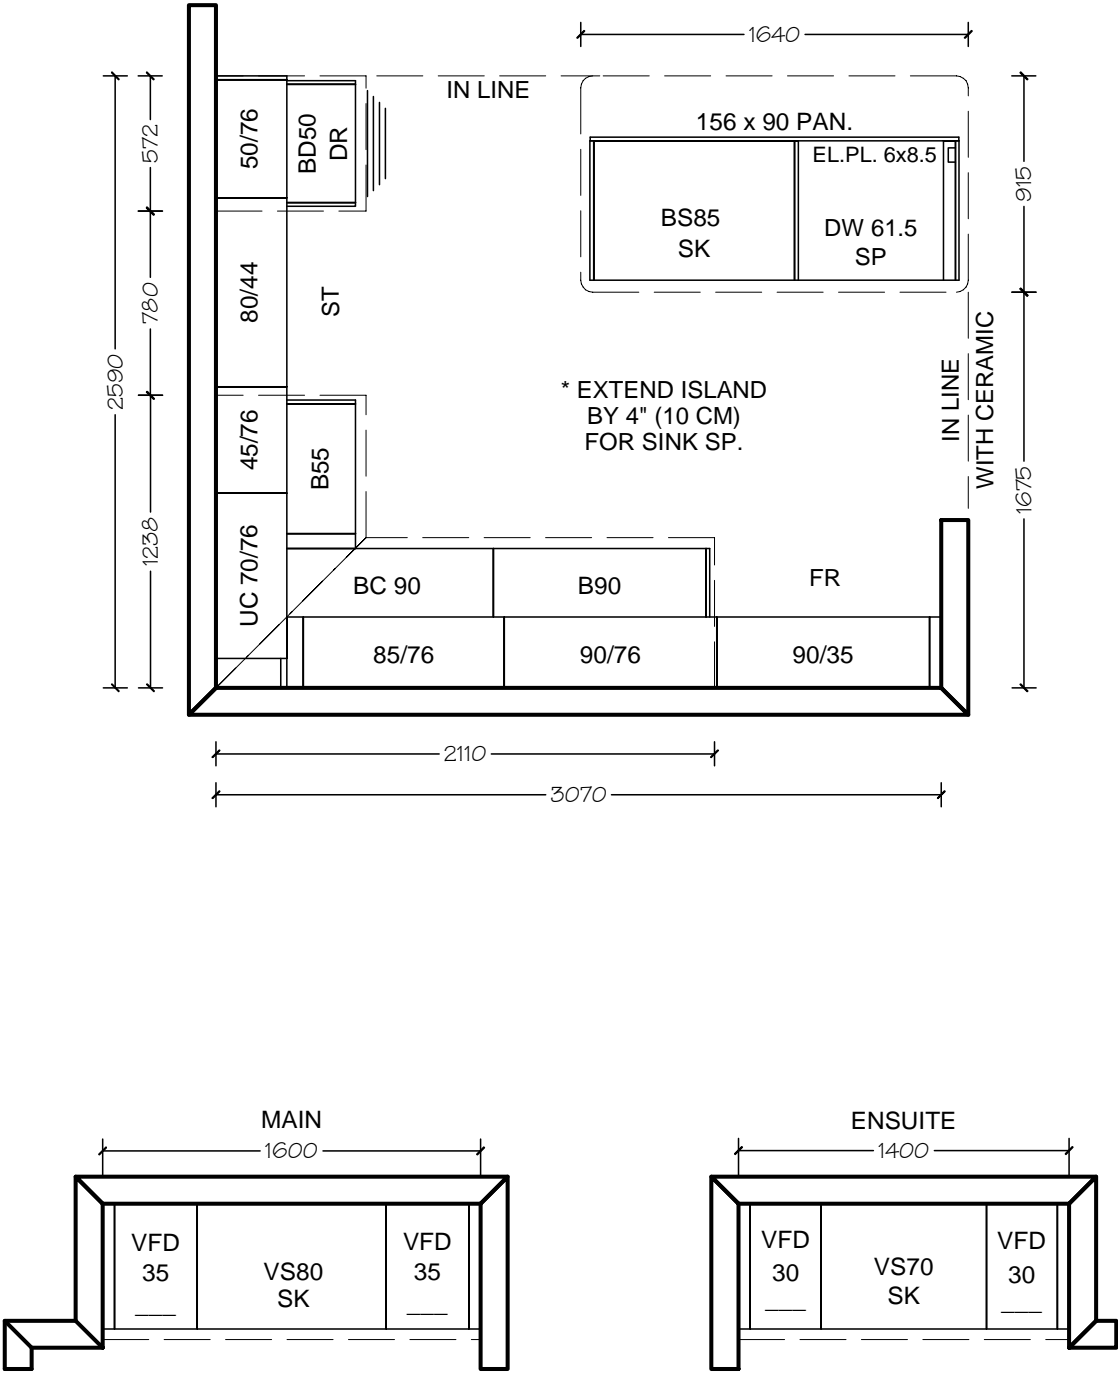 1640
IN LINE
572
50/76
BD50
DR
156 x 90 PAN.
EL.PL. 6x8.5
915
BS85
SK
DW 61.5
SP
780
80/44
ST
2590
IN LINE
WITH CERAMIC
* EXTEND ISLAND
BY 4" (10 CM)
FOR SINK SP.
45/76
B55
1675
1238
UC 70/76
BC 90
B90
FR
85/76
90/76
90/35
2110
3070
MAIN
1600
VFD
35
VS80
SK
VFD
35
ENSUITE
1400
VFD
30
VS70
SK
VFD
30